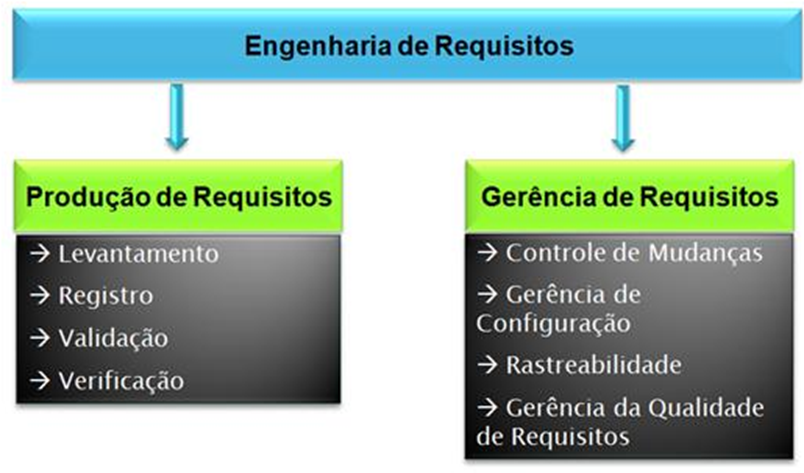 Engenharia de Requisitos
Produção de Requisitos
→ Levantamento
→ Registro
→ Validação
→ Verificação
Gerência de Requisitos
→ Controle de Mudanças
→ Gerência de
Configuração
→ Rastreabilidade
→ Gerência da Qualidade
de Requisitos